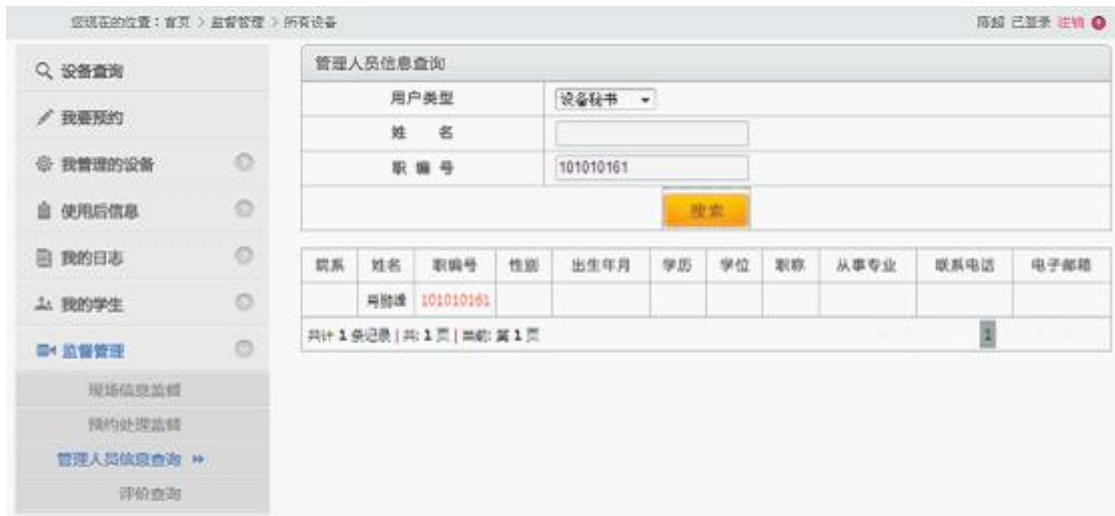 您现在的位置：首页 > 监督管理 > 所有设备
陈超 已登录 注销
设备查询
我要预约
我管理的设备
使用后信息
我的日志
我的学生
监督管理
现场信息监督
预约处理监督
管理人员信息查询
评价查询
管理人员信息查询
用户类型 设备秘书
姓 名
职 编 号 101010161
搜索
院系 姓名 职编号 性别 出生年月 学历 学位 职称 从事专业 联系电话 电子邮箱
101010161
共计 1 条记录 | 共: 1 页 | 当前: 第 1 页 1